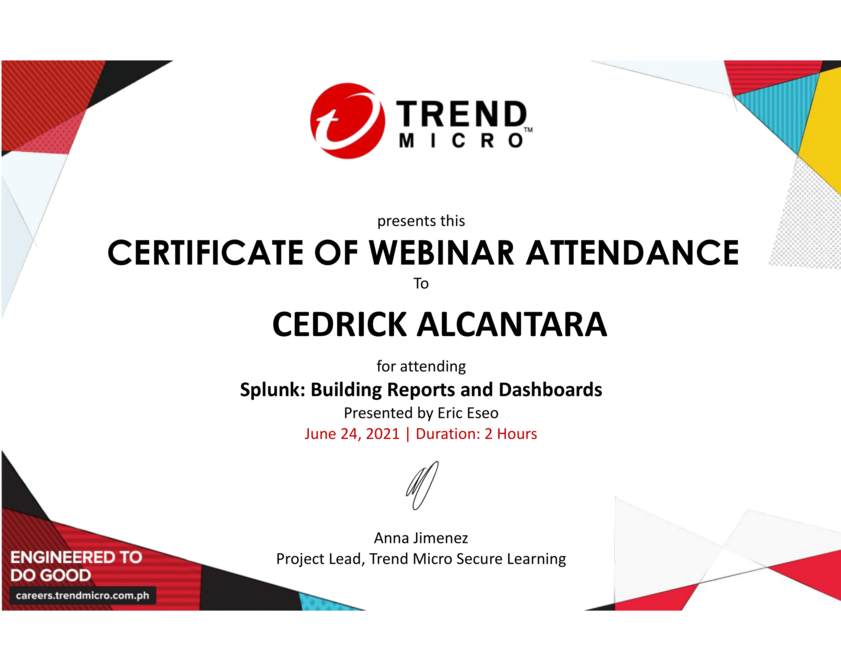 TREND
MICRO™
presents this
CERTIFICATE OF WEBINAR ATTENDANCE
To
CEDRICK ALCANTARA
for attending
Splunk: Building Reports and Dashboards
Presented by Eric Eseo
June 24, 2021 | Duration: 2 Hours
Anna Jimenez
Project Lead, Trend Micro Secure Learning
ENGINEERED TO
DO GOOD
careers.trendmicro.com.ph